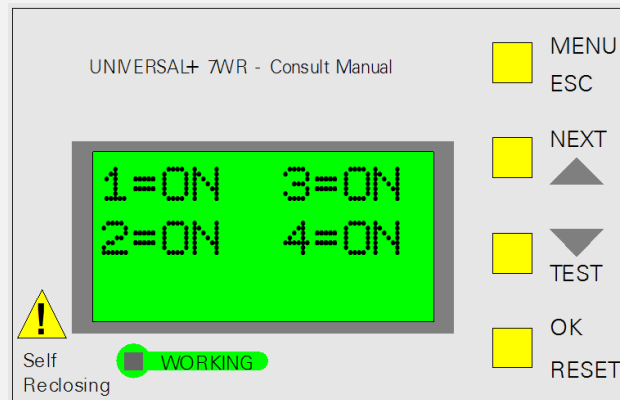 UNIVERSAL+ 7WR - Consult Manual
MENU
ESC
NEXT
1=ON 3=ON
2=ON 4=ON
TEST
OK
RESET
!
Self
Reclosing
WORKING